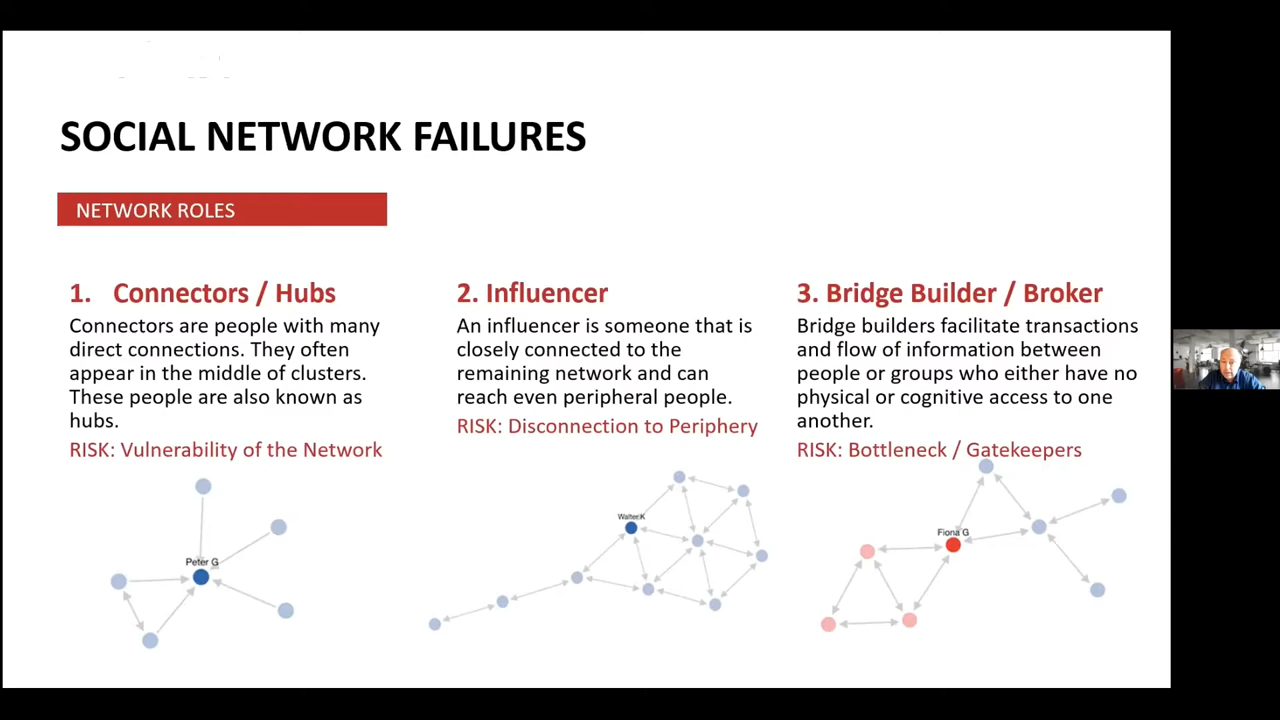 SOCIAL NETWORK FAILURES
NETWORK ROLES
1. Connectors / Hubs
Connectors are people with many
direct connections. They often
appear in the middle of clusters.
These people are also known as
hubs.
RISK: Vulnerability of the Network
Peter G
2. Influencer
An influencer is someone that is
closely connected to the
remaining network and can
reach even peripheral people.
RISK: Disconnection to Periphery
Walter K
3. Bridge Builder / Broker
Bridge builders facilitate transactions
and flow of information between
people or groups who either have no
physical or cognitive access to one
another.
RISK: Bottleneck / Gatekeepers
Fiona G